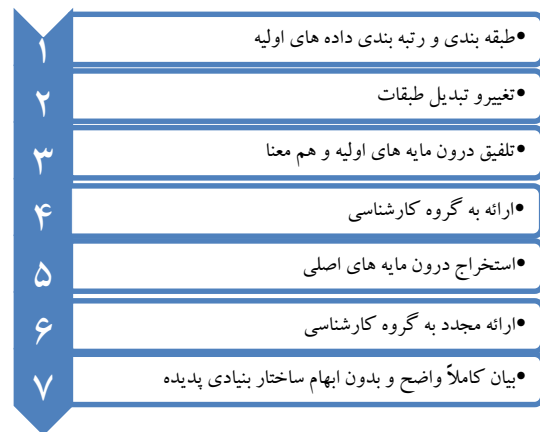 ۱
•طبقه بندی و رتبه بندی داده های اولیه
۲
•تغییرو تبدیل طبقات
۳
•تلفیق درون مایه های اولیه و هم معنا
۴
•ارائه به گروه کارشناسی
۵
•استخراج درون مایه های اصلی
۶
•ارائه مجدد به گروه کارشناسی
۷
•بیان کاملاً واضح و بدون ابهام ساختار بنیادی پدیده